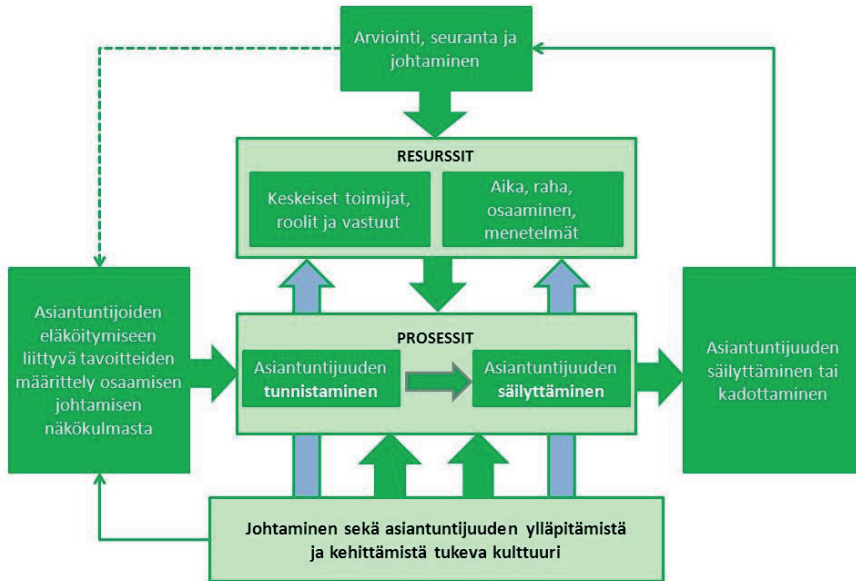 Arviointi, seuranta ja
johtaminen
RESURSSIT
Keskeiset toimijat,
roolit ja vastuut
Aika, raha,
osaaminen,
menetelmät
Asiantuntijoiden
eläköitymiseen
liittyvä tavoitteiden
määrittely osaamisen
johtamisen
näkökulmasta
PROSESSIT
Asiantuntijuuden
tunnistaminen
Asiantuntijuuden
säilyttäminen
Asiantuntijuuden
säilyttäminen tai
kadottaminen
Johtaminen sekä asiantuntijuuden ylläpitämistä
ja kehittämistä tukeva kulttuuri